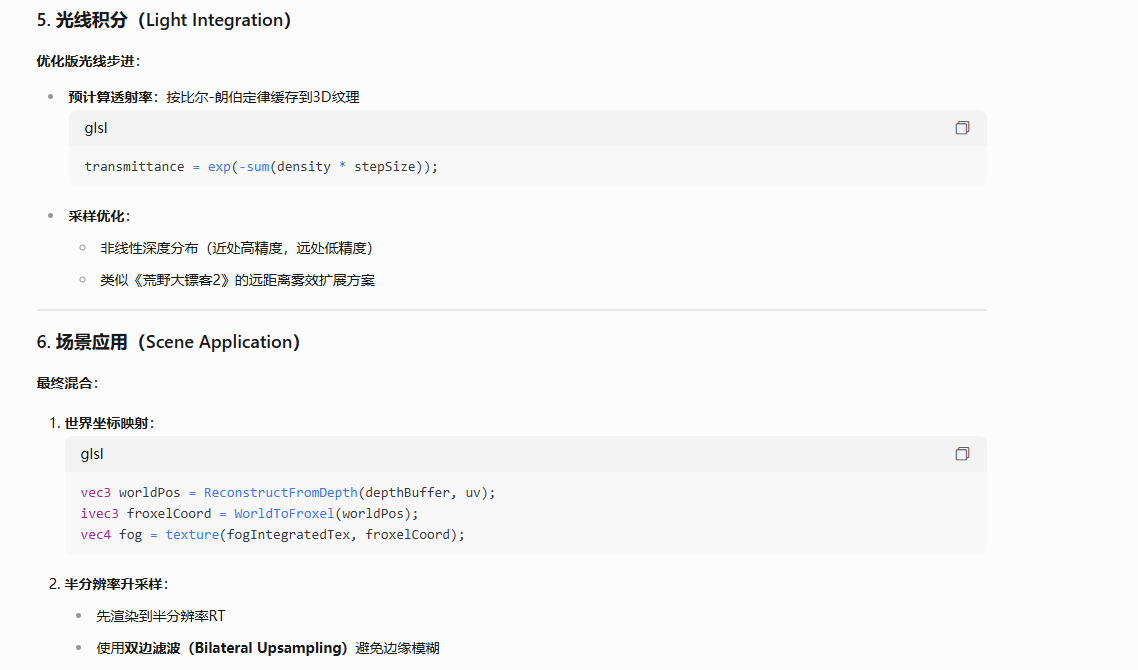 5. 光线积分（Light Integration）
优化版光线步进：
预计算透射率：按比尔-朗伯定律缓存到3D纹理
glsl
transmittance = exp(-sum(density * stepSize));
采样优化：
非线性深度分布（近处高精度，远处低精度）
类似《荒野大镖客2》的远距离雾效扩展方案
6. 场景应用（Scene Application）
最终混合：
1. 世界坐标映射：
glsl
vec3 worldPos = ReconstructFromDepth(depthBuffer, uv);
ivec3 froxelCoord = WorldToFroxel(worldPos);
vec4 fog = texture(fogIntegratedTex, froxelCoord);
2. 半分辨率升采样：
先渲染到半分辨率RT
使用双边滤波（Bilateral Upsampling）避免边缘模糊